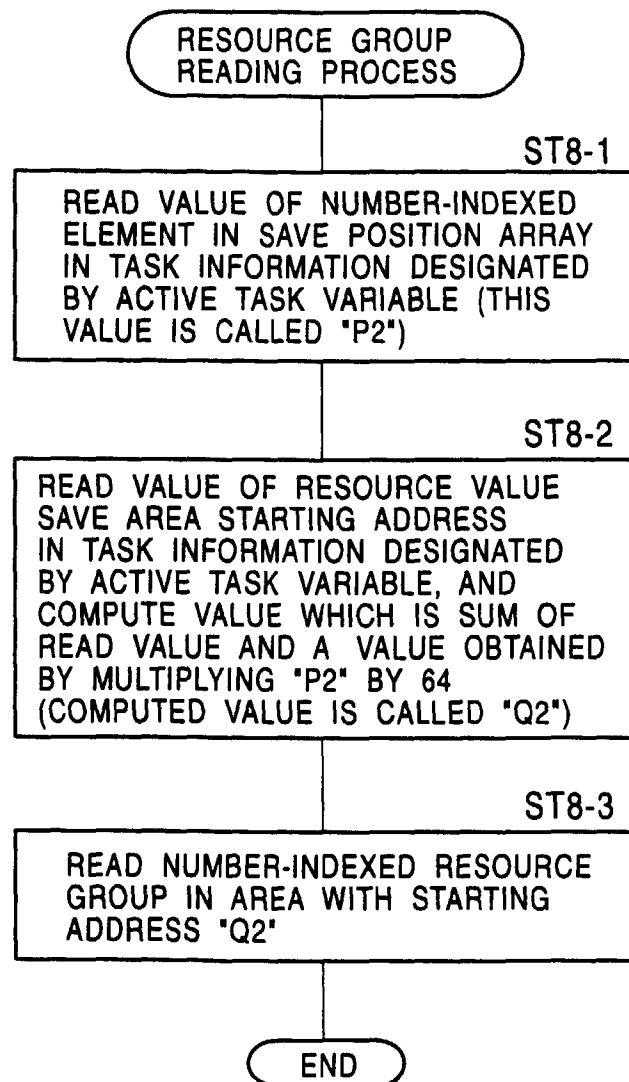 RESOURCE GROUP
READING PROCESS
ST8-1
READ VALUE OF NUMBER-INDEXED
ELEMENT IN SAVE POSITION ARRAY
IN TASK INFORMATION DESIGNATED
BY ACTIVE TASK VARIABLE (THIS
VALUE IS CALLED "P2")
ST8-2
READ VALUE OF RESOURCE VALUE
SAVE AREA STARTING ADDRESS
IN TASK INFORMATION DESIGNATED
BY ACTIVE TASK VARIABLE, AND
COMPUTE VALUE WHICH IS SUM OF
READ VALUE AND A VALUE OBTAINED
BY MULTIPLYING "P2" BY 64
(COMPUTED VALUE IS CALLED "Q2")
ST8-3
READ NUMBER-INDEXED RESOURCE
GROUP IN AREA WITH STARTING
ADDRESS "Q2"
END